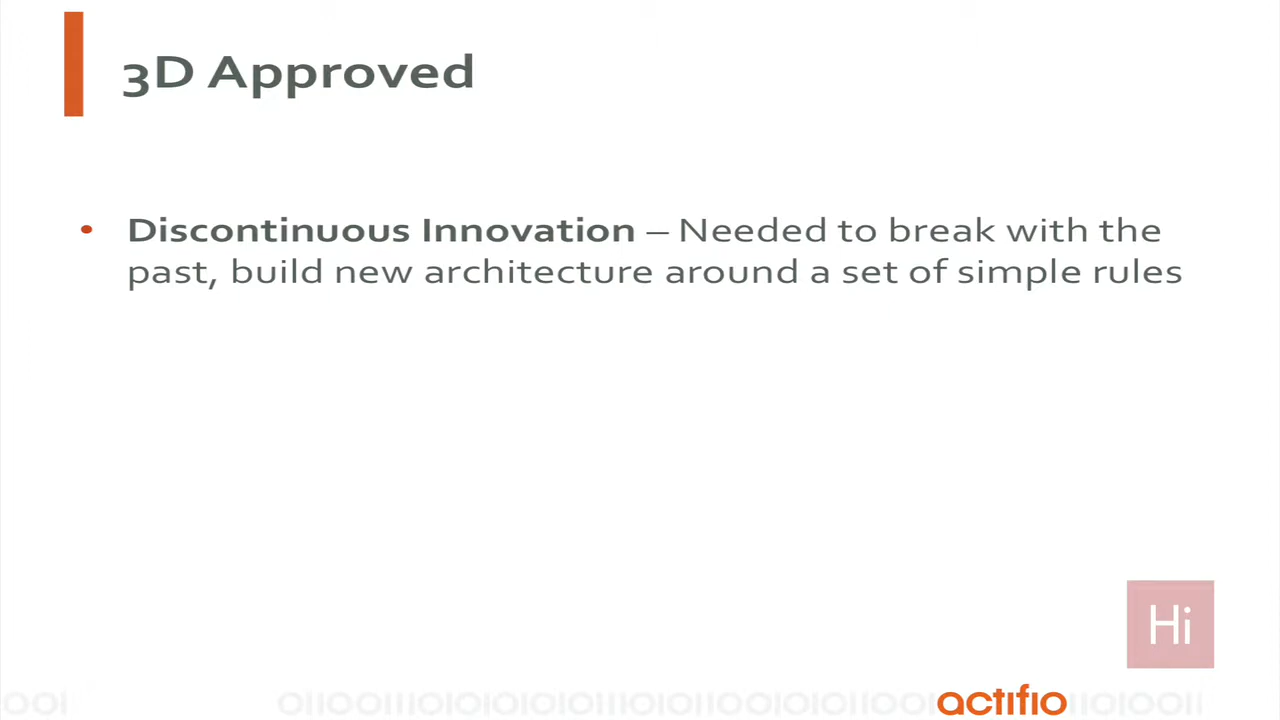 3D Approved
• Discontinuous Innovation – Needed to break with the
past, build new architecture around a set of simple rules
Hi
actifio